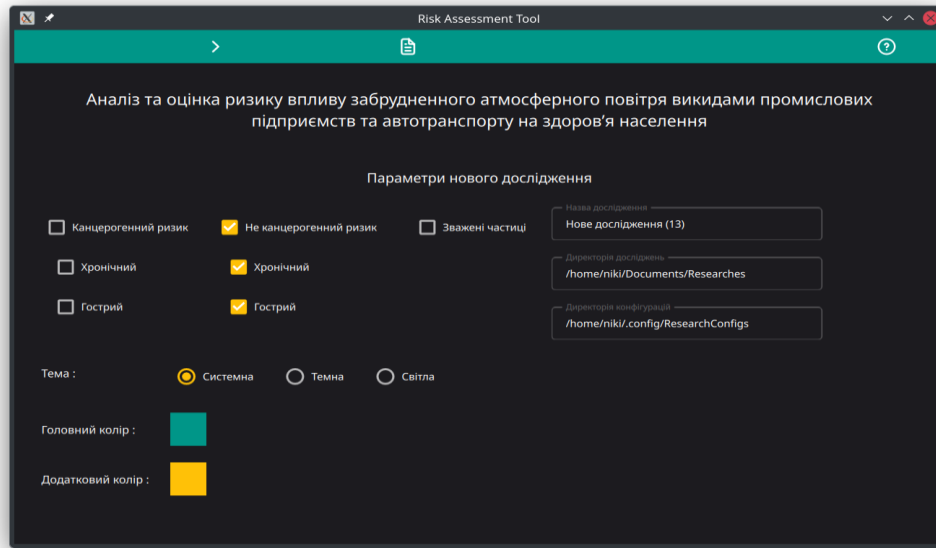 Risk Assessment Tool
Аналіз та оцінка ризику впливу забрудненного атмосферного повітря викидами промислових
підприємств та автотранспорту на здоров'я населення
Параметри нового дослідження
Канцерогенний ризик
Не канцерогенний ризик
Зважені частиці
Хронічний
Хронічний
Гострий
Гострий
Назва дослідження
Нове дослідження (13)
Директорія досліджень
/home/niki/Documents/Researches
Директорія конфігурацій
/home/niki/.config/ResearchConfigs
Тема :
Системна
Темна
Світла
Головний колір :
Додатковий колір :